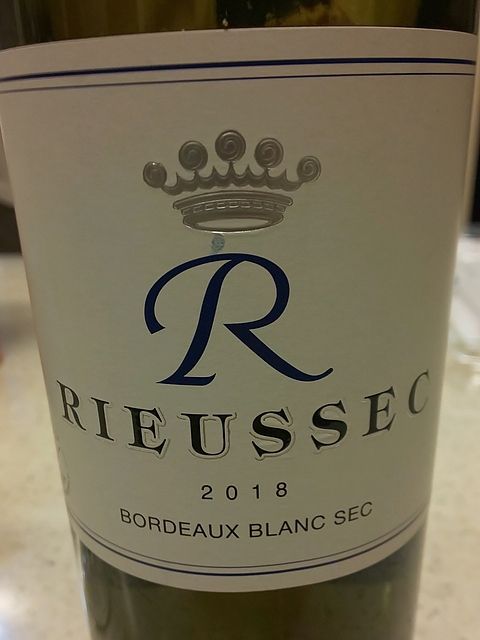 R
RIEUSSEC
2018
BORDEAUX BLANC SEC